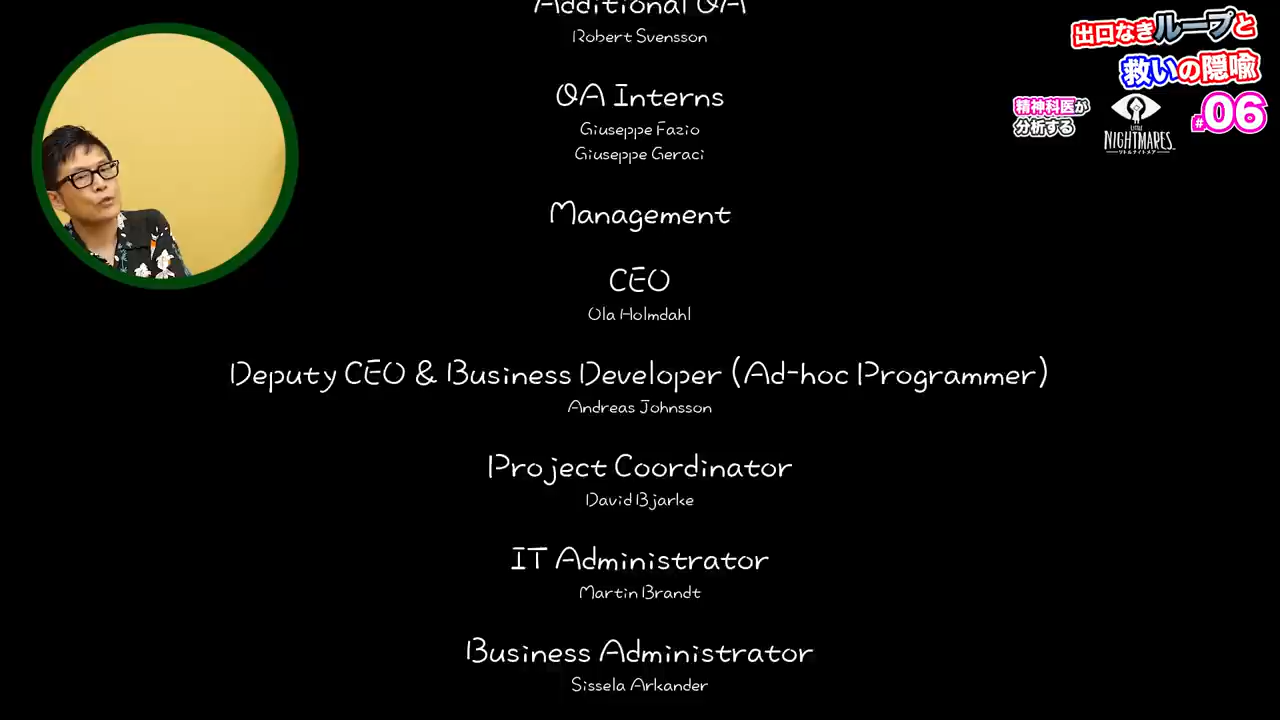 Additional QA
Robert Svensson
QA Interns
Giuseppe Fazio
Giuseppe Geraci
Management
CEO
Ola Holmdahl
Deputy CEO & Business Developer (Ad-hoc Programmer)
Andreas Johnsson
Project Coordinator
David Bjarke
IT Administrator
Martin Brandt
Business Administrator
Sissela Arkander
出口なきループと
救いの隠喩
精神科医が
分析する
LITTLE
NIGHTMARES
リトルナイトメア
#06